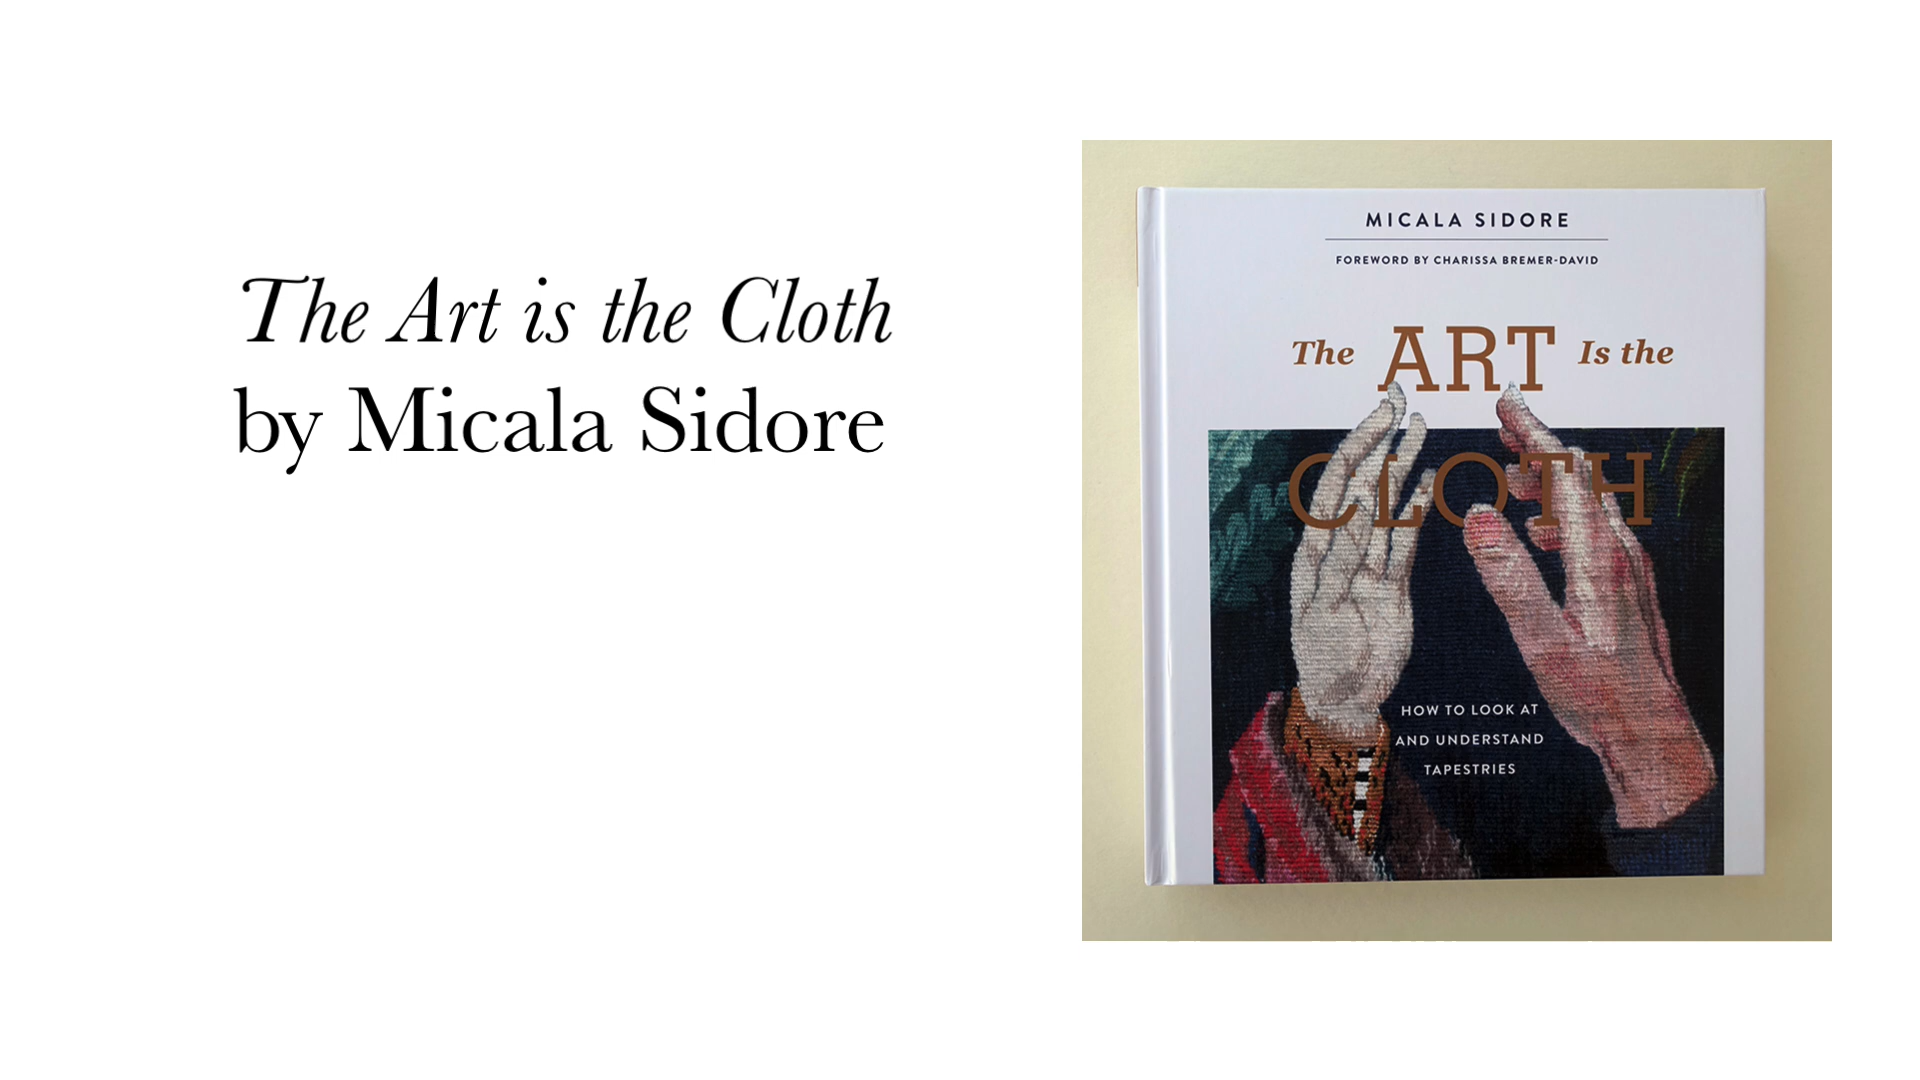 The Art is the Cloth
by Micala Sidore
MICALA SIDORE
FOREWORD BY CHARISSA BREMER-DAVID
The ART Is the
CLOTH
HOW TO LOOK AT
AND UNDERSTAND
TAPESTRIES